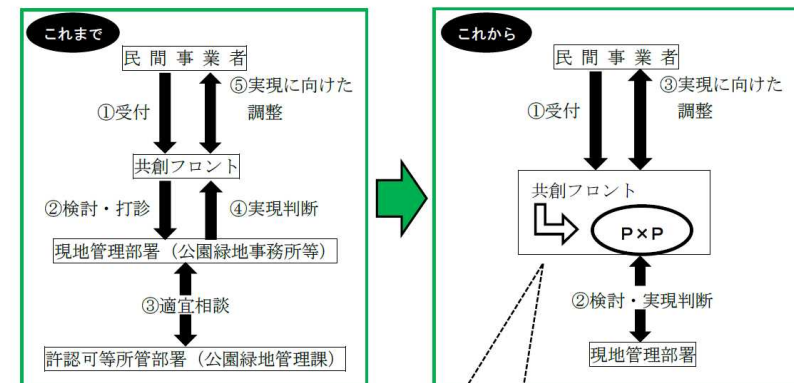 これまで
民間事業者
①受付
⑤実現に向けた
調整
共創フロント
②検討・打診
④実現判断
現地管理部署（公園緑地事務所等）
③適宜相談
許認可等所管部署（公園緑地管理課）
これから
民間事業者
①受付
③実現に向けた
調整
共創フロント
P×P
②検討・実現判断
現地管理部署